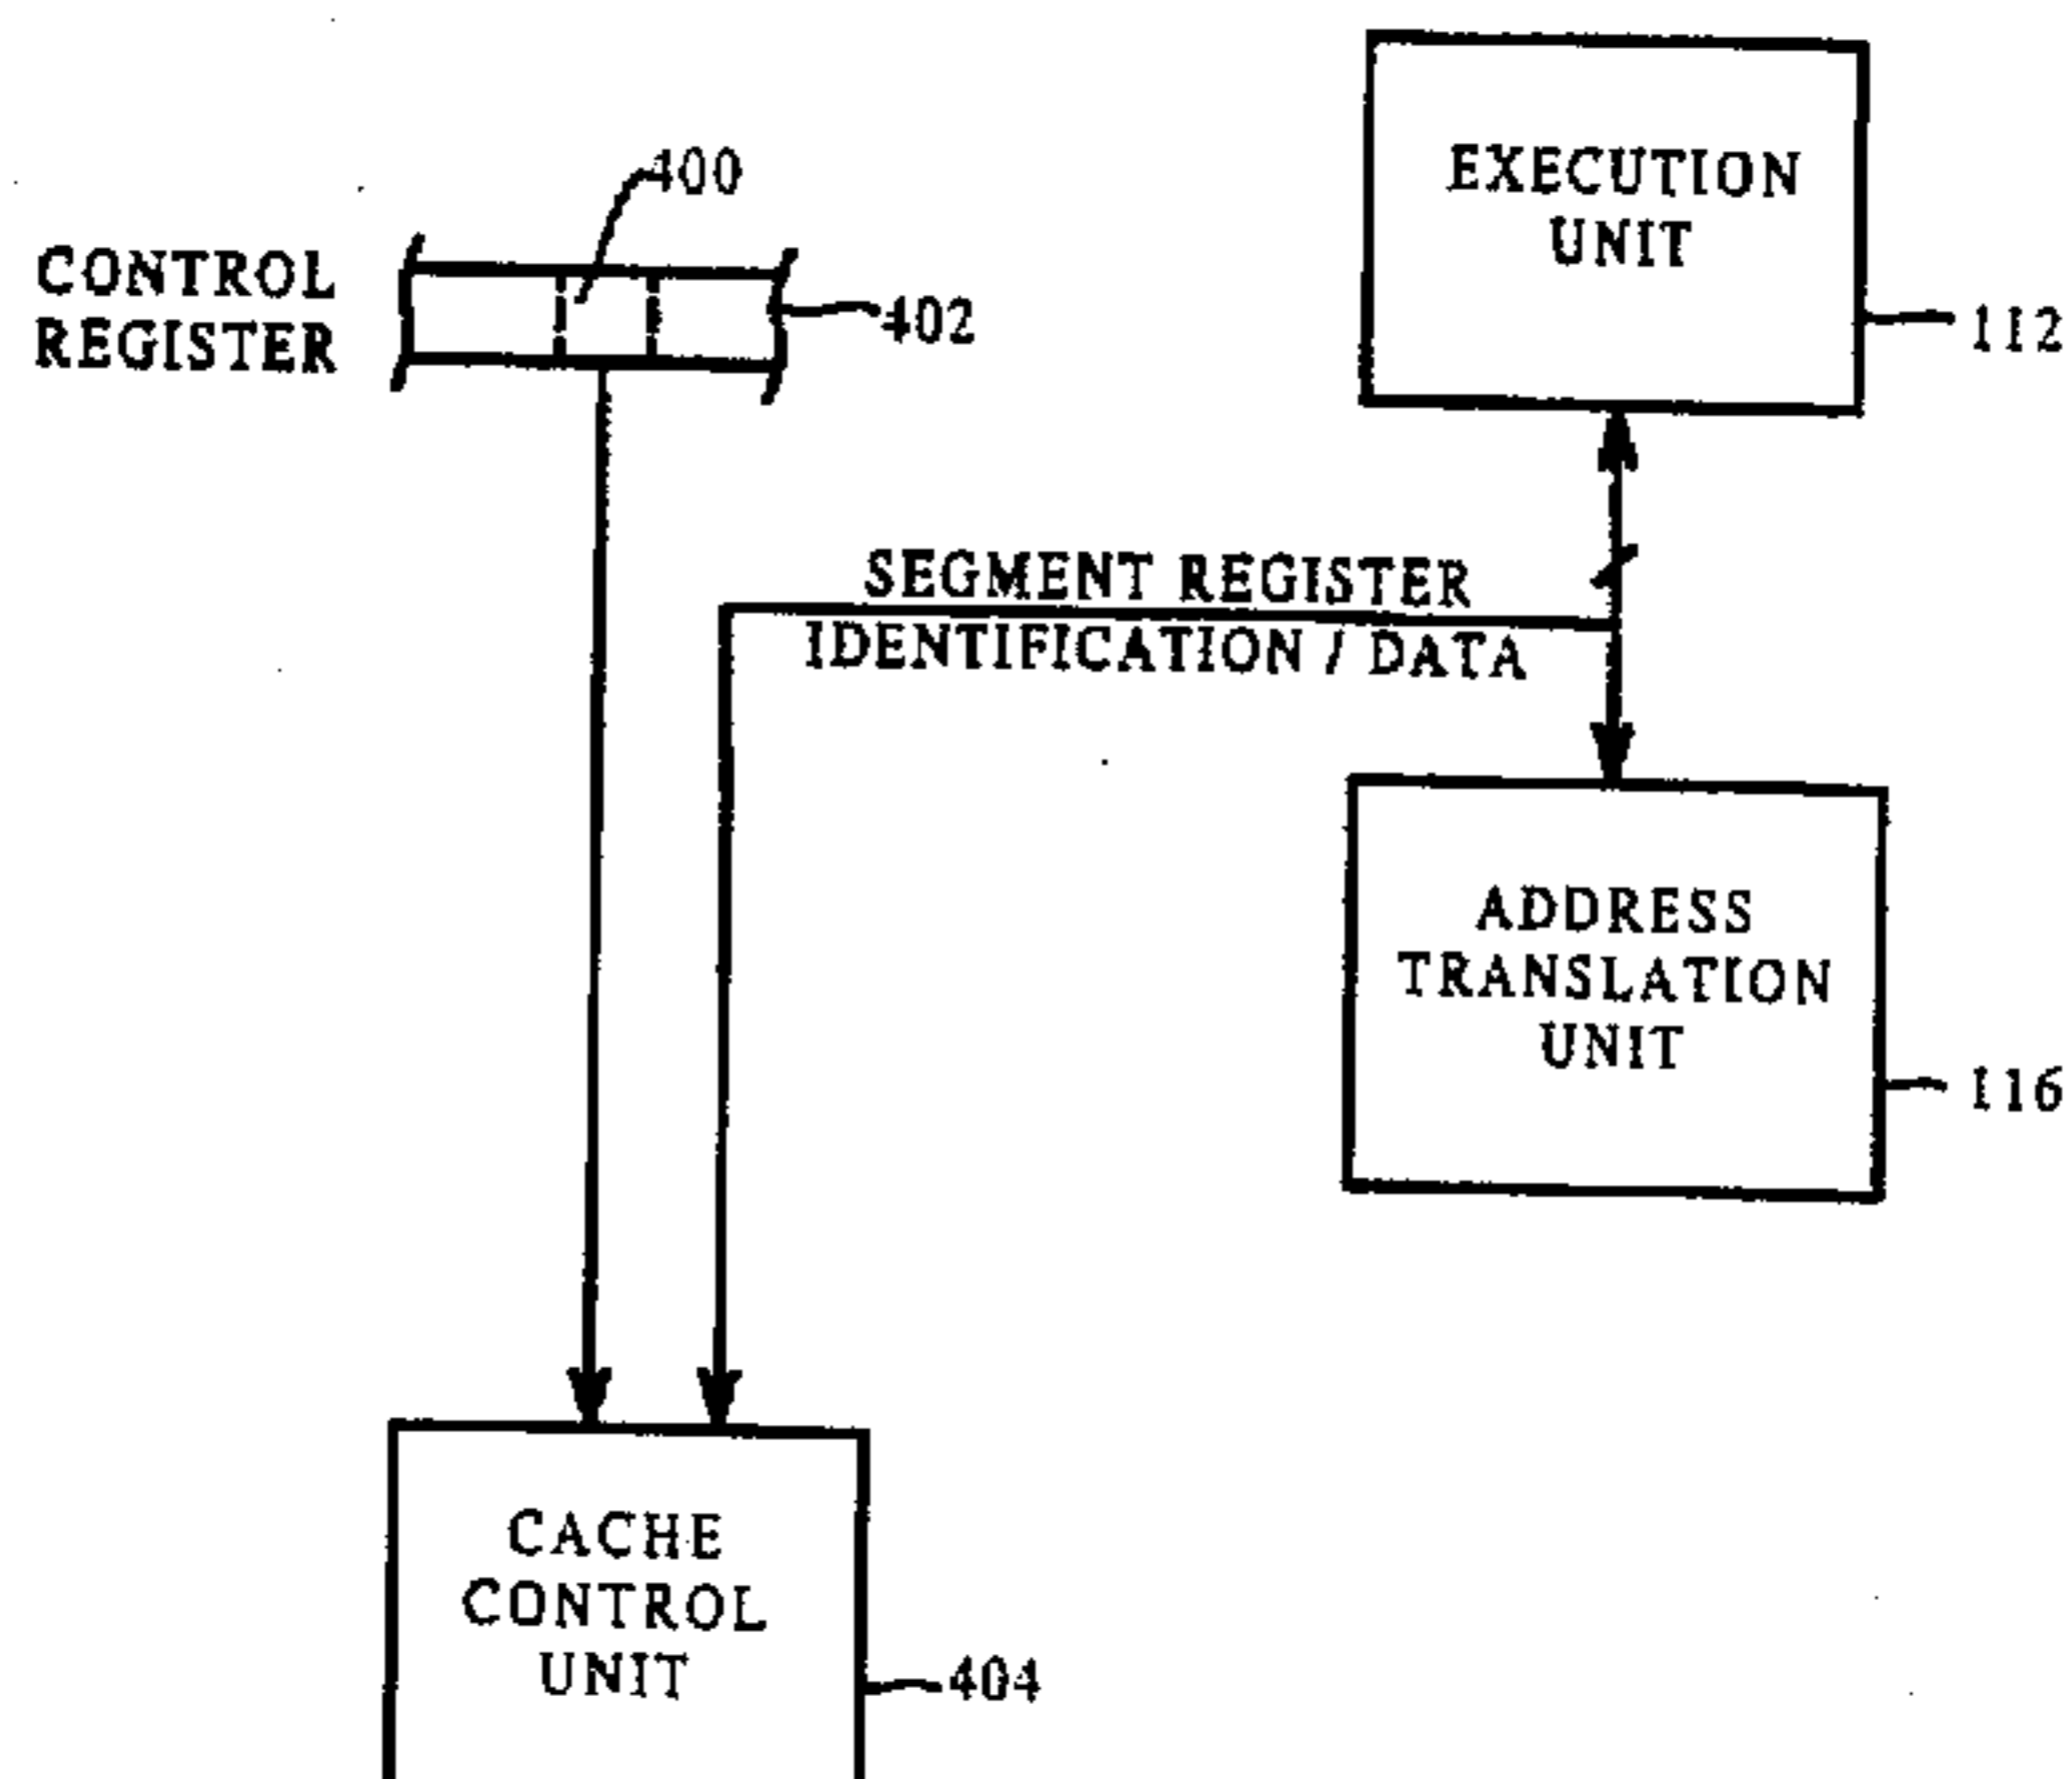 400
CONTROL
REGISTER
402
EXECUTION
UNIT
112
SEGMENT REGISTER
IDENTIFICATION / DATA
ADDRESS
TRANSLATION
UNIT
116
CACHE
CONTROL
UNIT
404